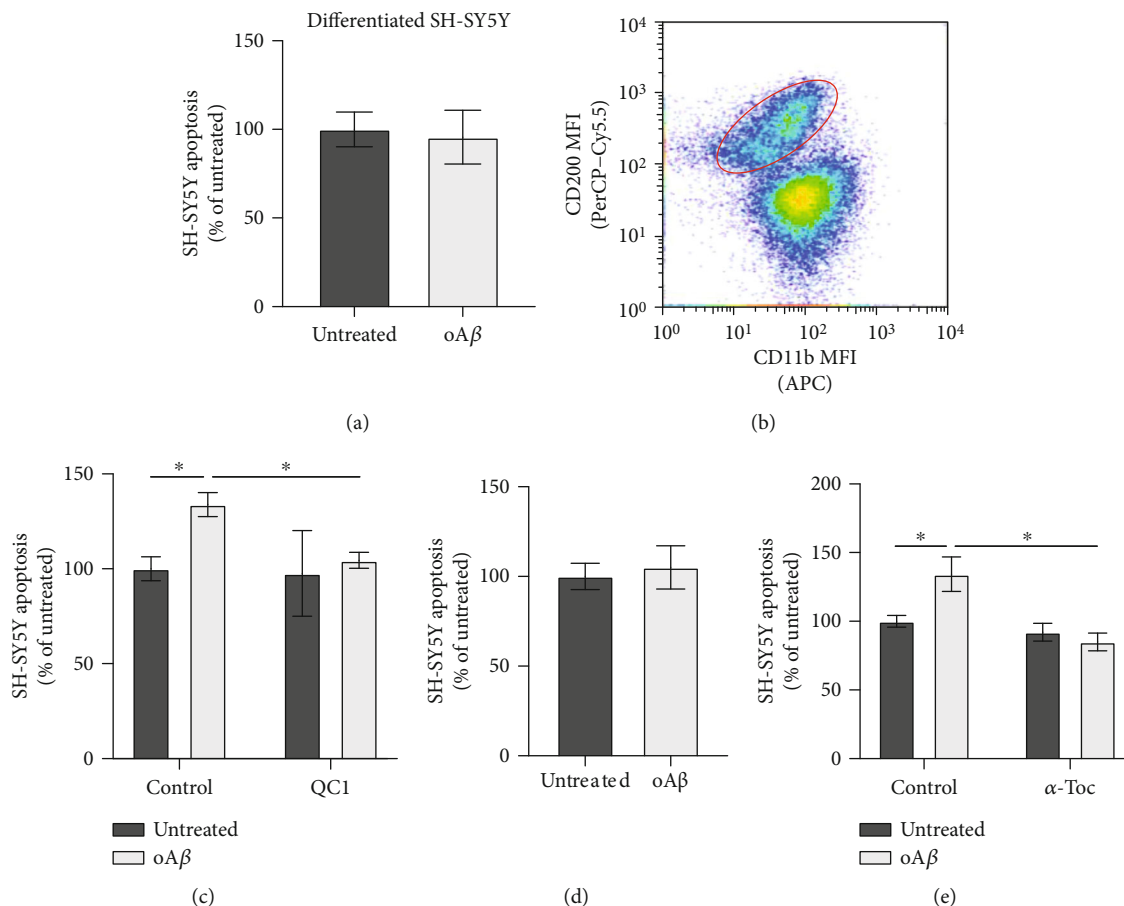 Differentiated SH-SY5Y
150
100
50
0
SH-SY5Y apoptosis
(% of untreated)
Untreated
oAβ
(a)
10⁴
10³
10²
10¹
10⁰
CD200 MFI
(PerCP–Cy5.5)
10⁰
10¹
10²
10³
10⁴
CD11b MFI
(APC)
(b)
150
100
50
0
SH-SY5Y apoptosis
(% of untreated)
*
*
Control
QC1
Untreated
oAβ
(c)
150
100
50
0
SH-SY5Y apoptosis
(% of untreated)
Untreated
oAβ
(d)
200
150
100
50
0
SH-SY5Y apoptosis
(% of untreated)
*
*
Control
α-Toc
Untreated
oAβ
(e)